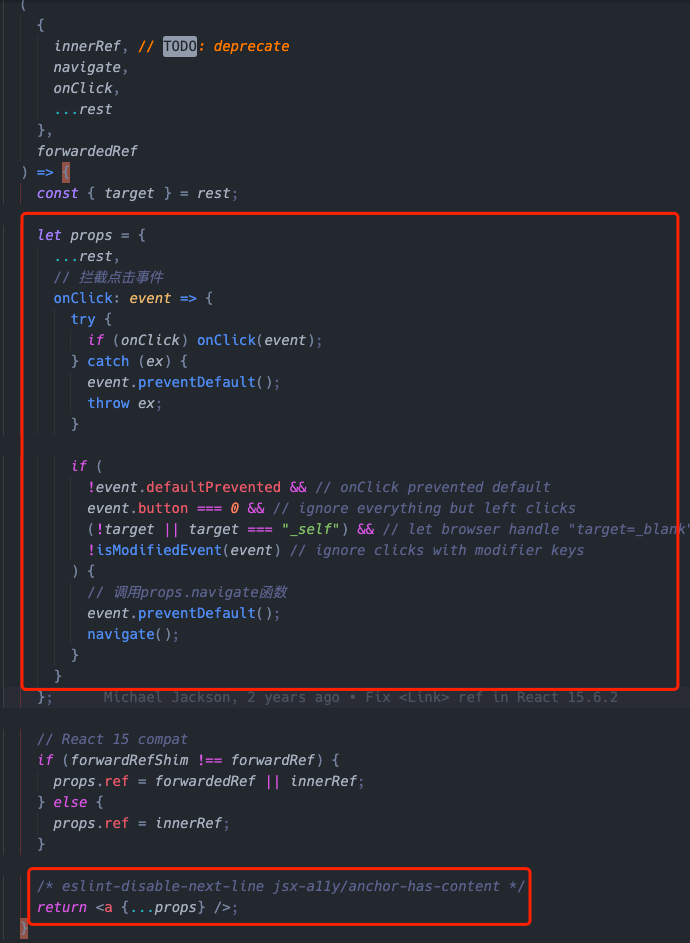 (
{
innerRef, // TODO: deprecate
navigate,
onClick,
...rest
},
forwardedRef
) => {
const { target } = rest;
let props = {
...rest,
// 拦截点击事件
onClick: event => {
try {
if (onClick) onClick(event);
} catch (ex) {
event.preventDefault();
throw ex;
}
if (
!event.defaultPrevented && // onClick prevented default
event.button === 0 && // ignore everything but left clicks
(!target || target === "_self") && // let browser handle "target=_blank"
!isModifiedEvent(event) // ignore clicks with modifier keys
) {
// 调用props.navigate函数
event.preventDefault();
navigate();
}
}
}; Michael Jackson, 2 years ago • Fix <Link> ref in React 15.6.2
// React 15 compat
if (forwardRefShim !== forwardRef) {
props.ref = forwardedRef || innerRef;
} else {
props.ref = innerRef;
}
/* eslint-disable-next-line jsx-a11y/anchor-has-content */
return <a {...props} />;
}